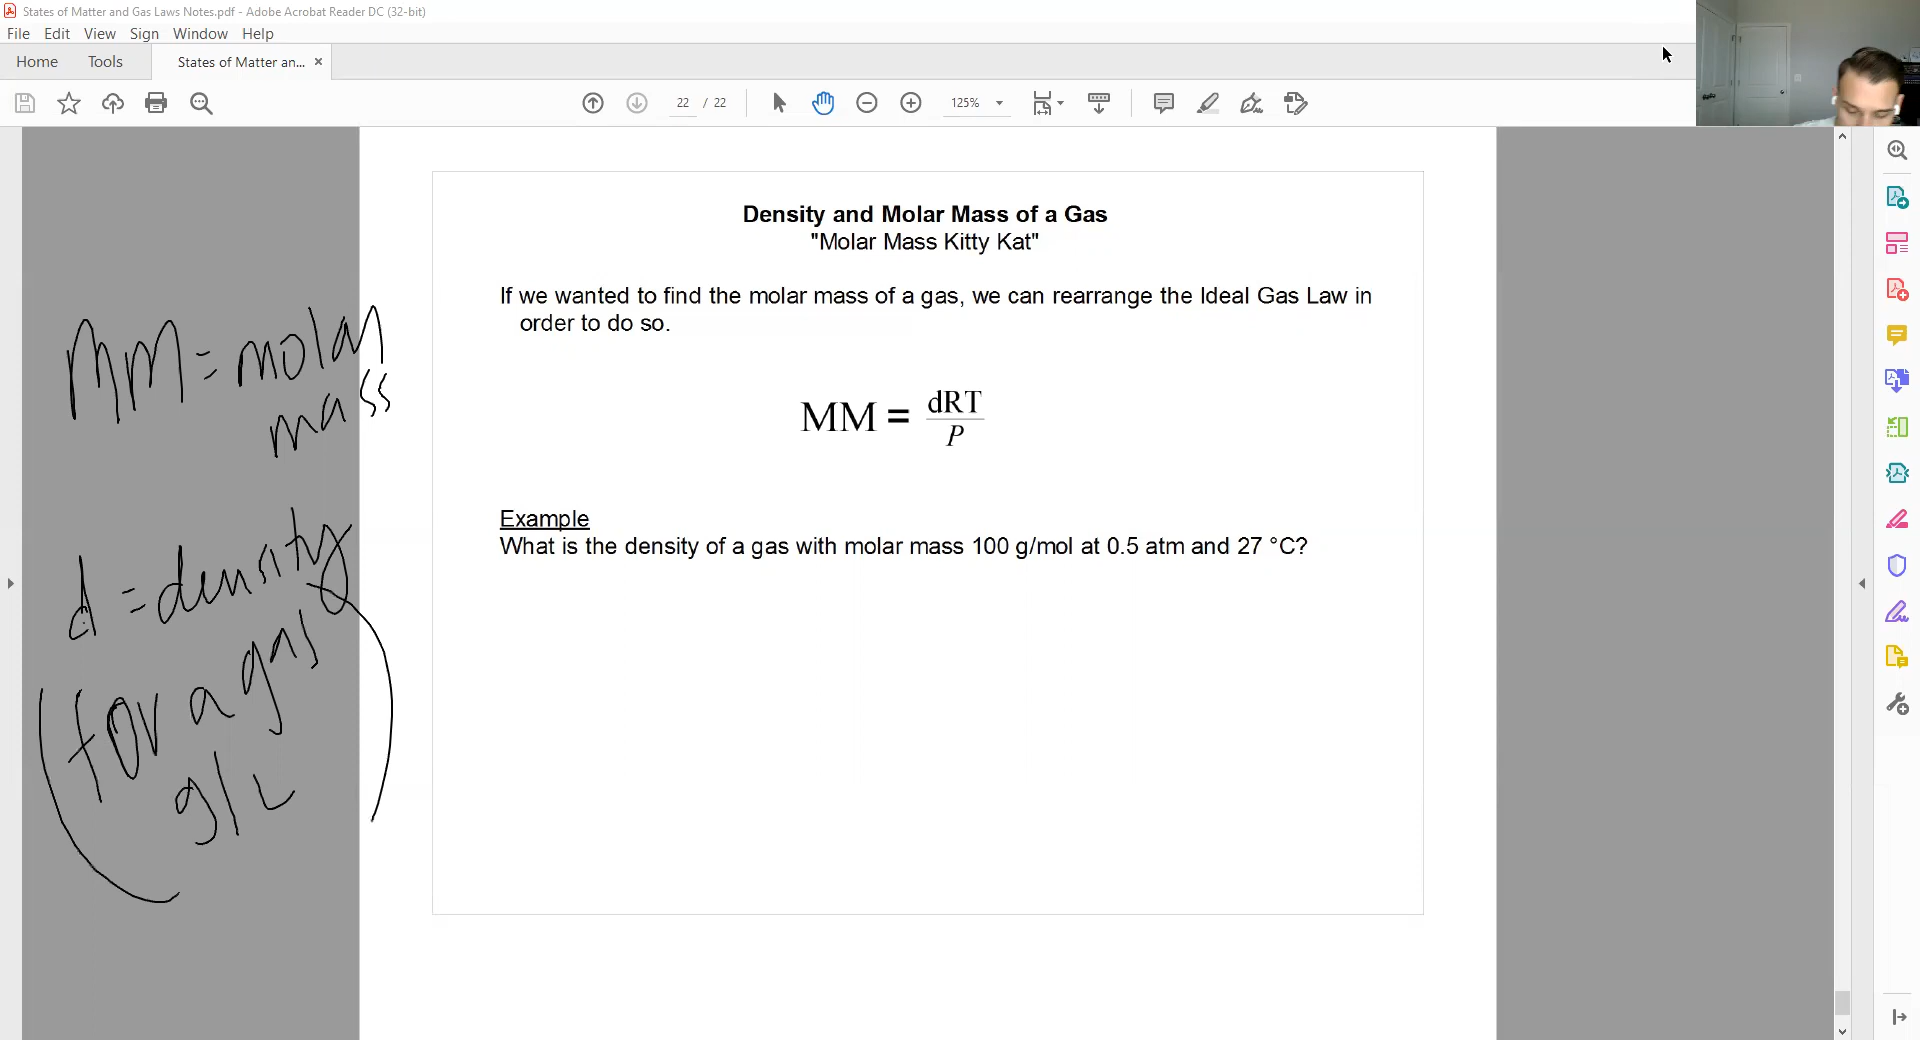 States of Matter and Gas Laws Notes.pdf - Adobe Acrobat Reader DC (32-bit)
File Edit View Sign Window Help
Home Tools States of Matter an... ×
22 / 22 125%
Density and Molar Mass of a Gas
"Molar Mass Kitty Kat"
If we wanted to find the molar mass of a gas, we can rearrange the Ideal Gas Law in
order to do so.
MM = dRT
P
MM = molar
mass
Example
What is the density of a gas with molar mass 100 g/mol at 0.5 atm and 27 °C?
d = density
(for a gas
g/L)